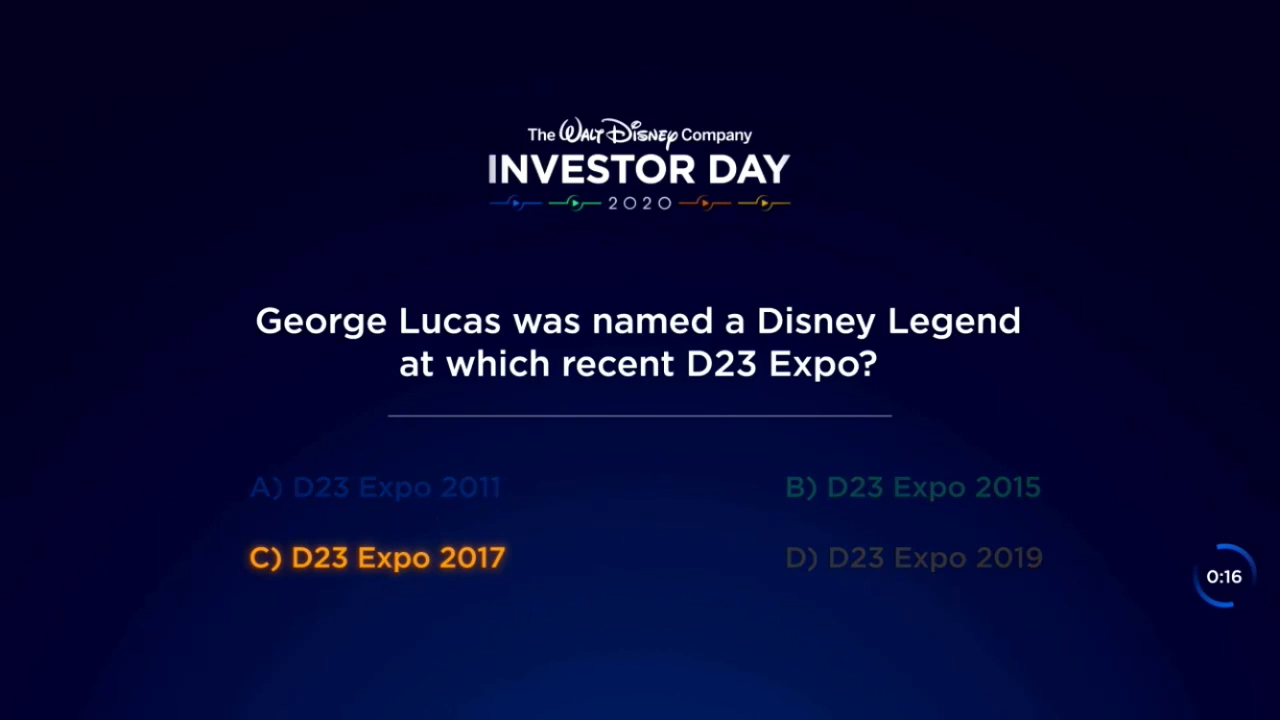 The Walt Disney Company
INVESTOR DAY
2020
George Lucas was named a Disney Legend
at which recent D23 Expo?
A) D23 Expo 2011
B) D23 Expo 2015
C) D23 Expo 2017
D) D23 Expo 2019
0:16